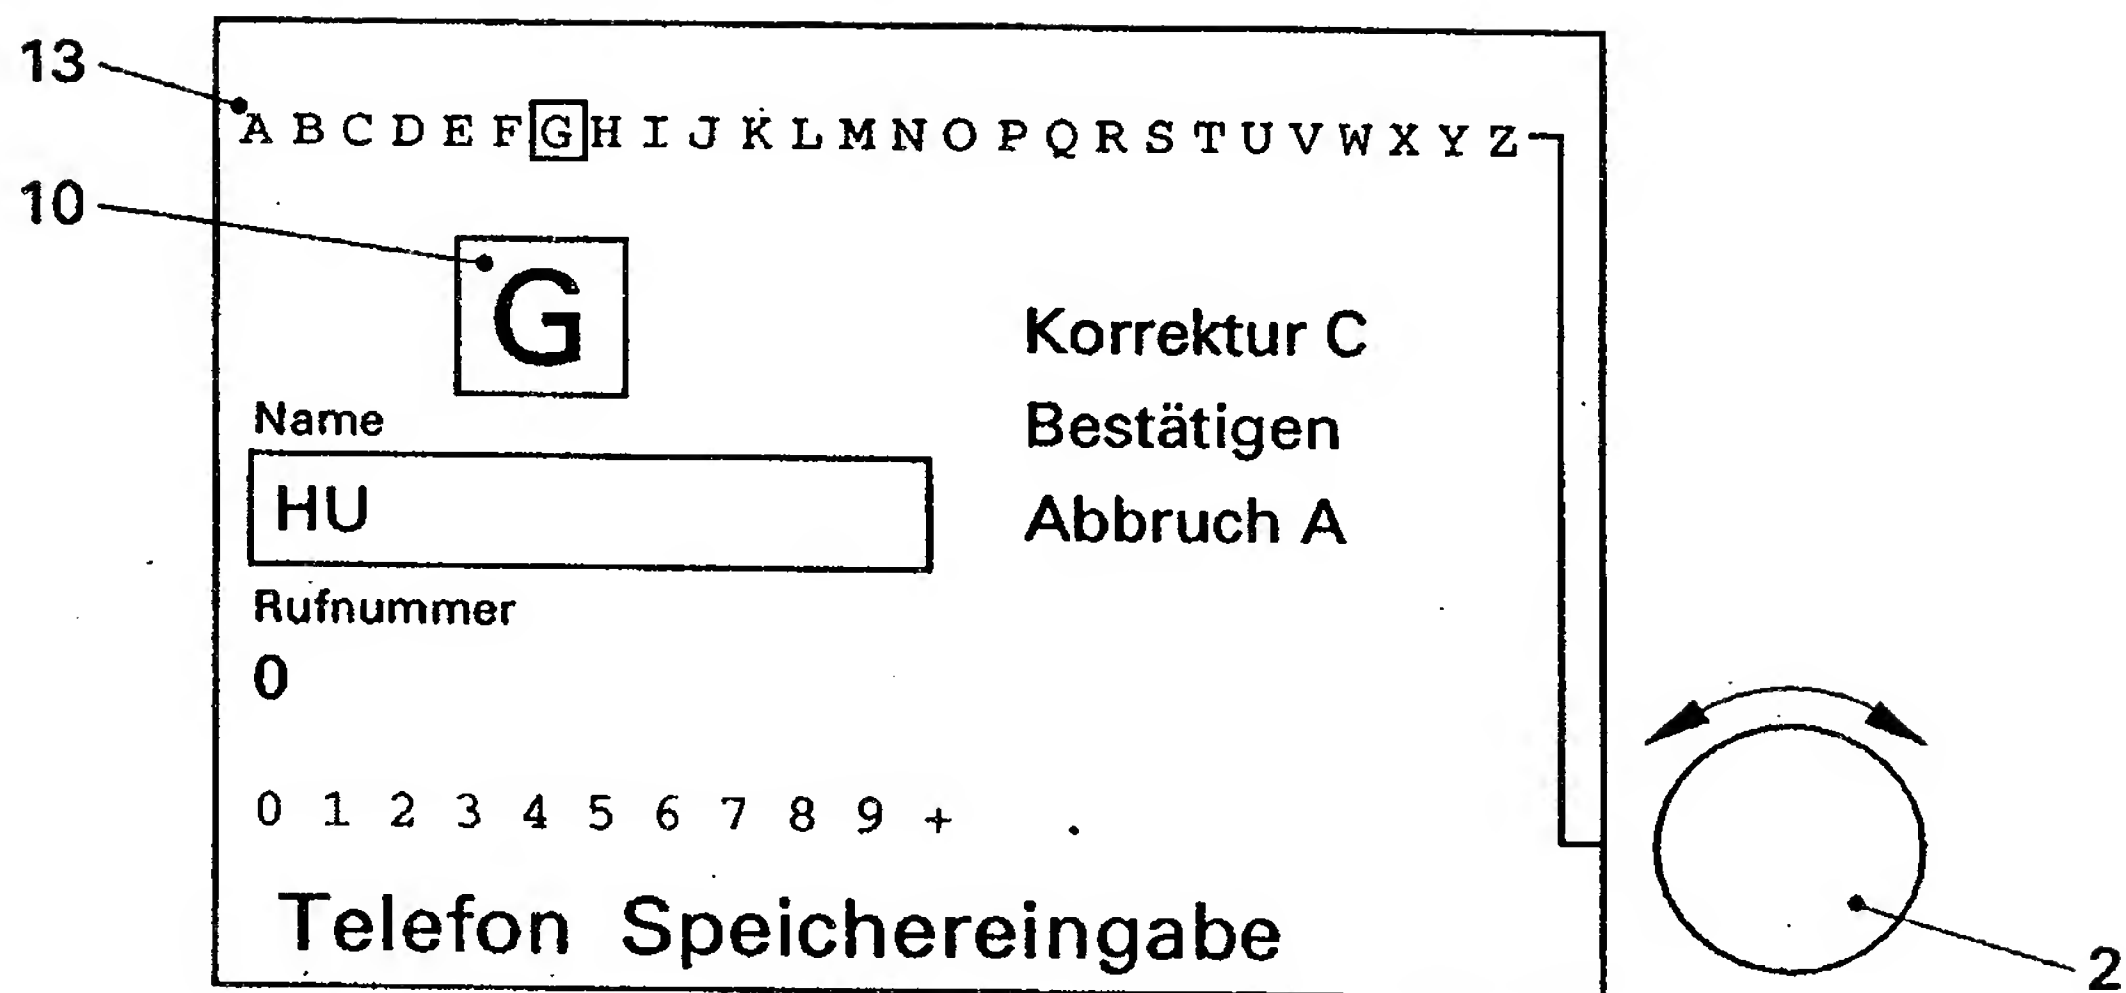 13
A B C D E F G H I J K L M N O P Q R S T U V W X Y Z
10
G
Korrektur C
Name
Bestätigen
HU
Abbruch A
Rufnummer
0
0 1 2 3 4 5 6 7 8 9 +
Telefon Speichereingabe
2